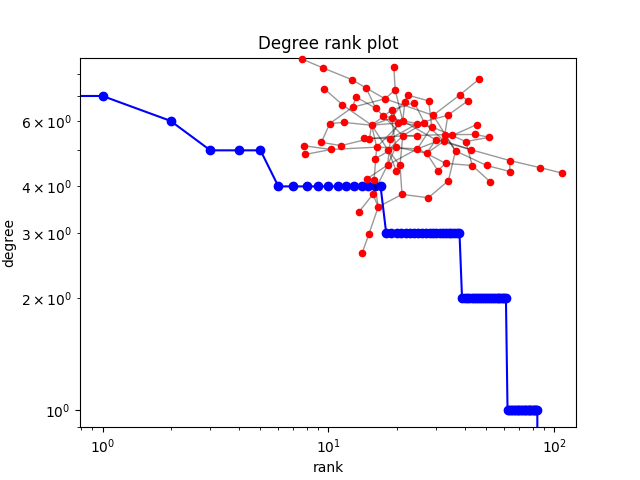 Degree rank plot
degree
6 × 10⁰
4 × 10⁰
3 × 10⁰
2 × 10⁰
10⁰
10⁰ 10¹ 10²
rank